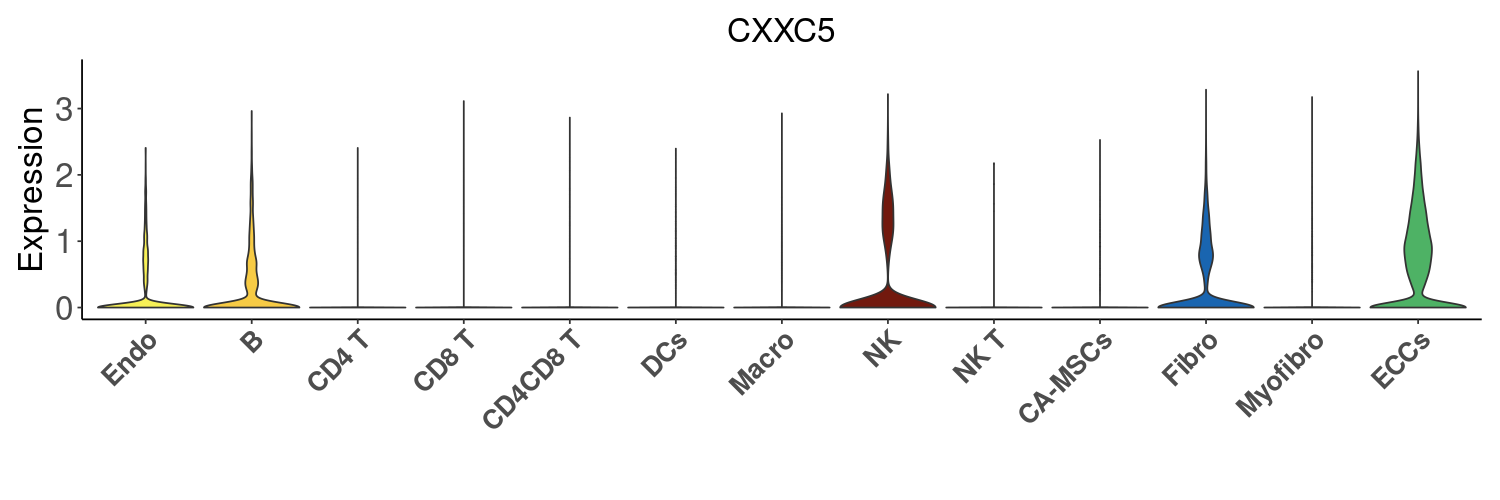 CXXC5
Expression
3
2
1
0
Endo
B
CD4 T
CD8 T
CD4CD8 T
DCs
Macro
NK
NK T
CA-MSCs
Fibro
Myofibro
ECCs